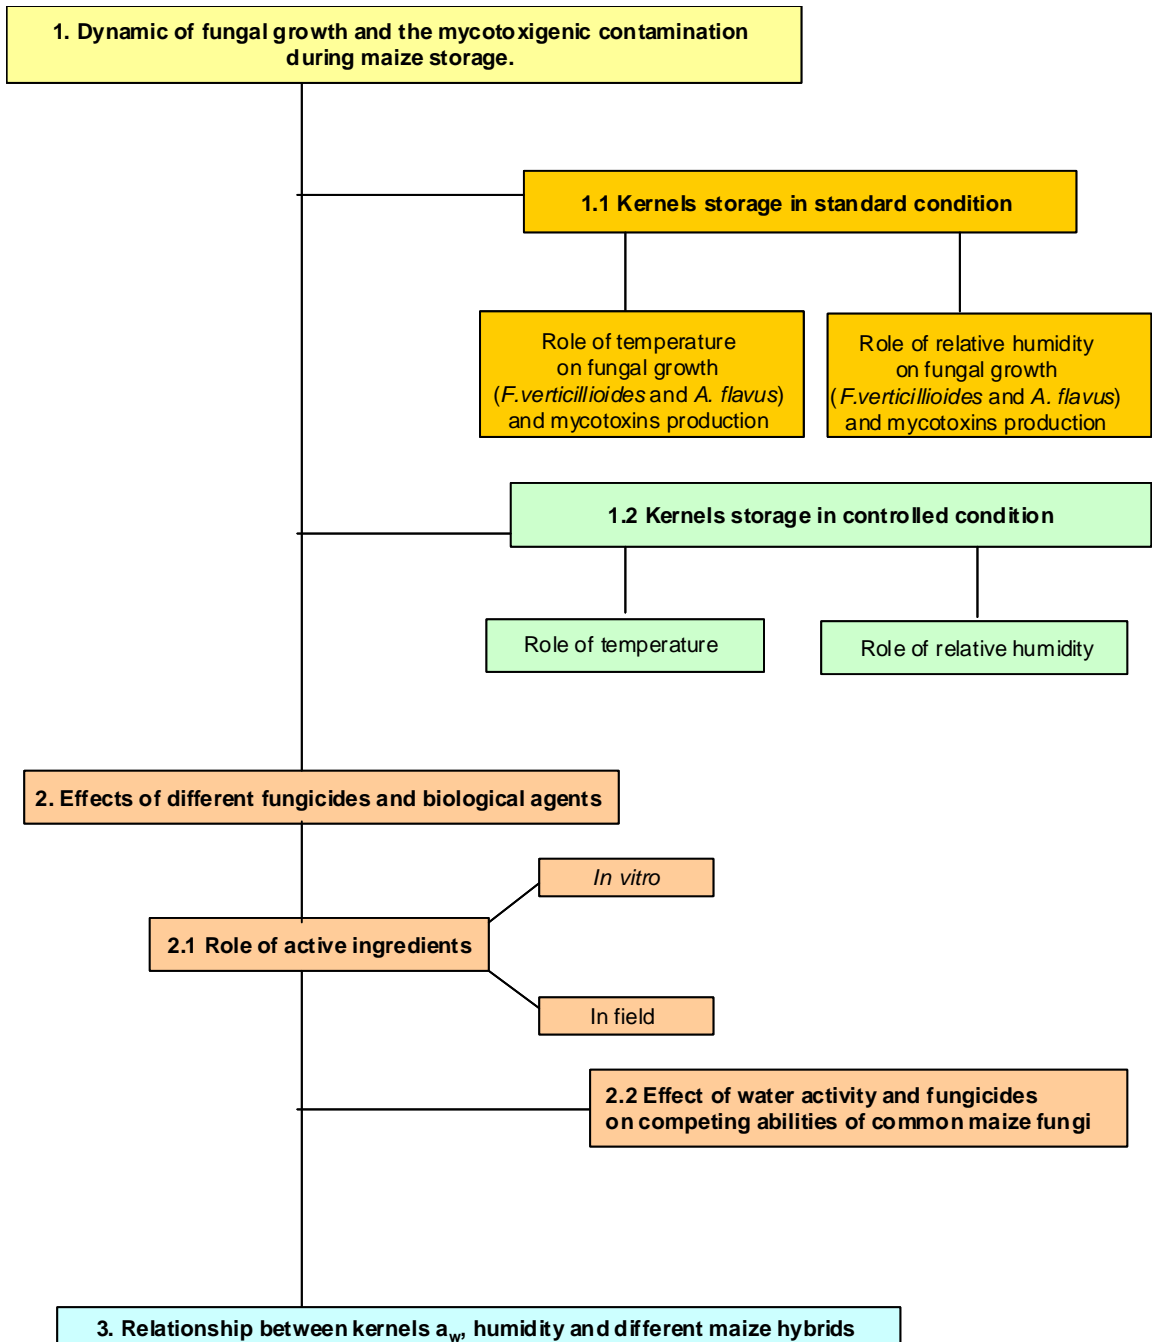 1. Dynamic of fungal growth and the mycotoxigenic contamination
during maize storage.
1.1 Kernels storage in standard condition
Role of temperature
on fungal growth
(F.verticillioides and A. flavus)
and mycotoxins production
Role of relative humidity
on fungal growth
(F.verticillioides and A. flavus)
and mycotoxins production
1.2 Kernels storage in controlled condition
Role of temperature
Role of relative humidity
2. Effects of different fungicides and biological agents
In vitro
2.1 Role of active ingredients
In field
2.2 Effect of water activity and fungicides
on competing abilities of common maize fungi
3. Relationship between kernels aw, humidity and different maize hybrids